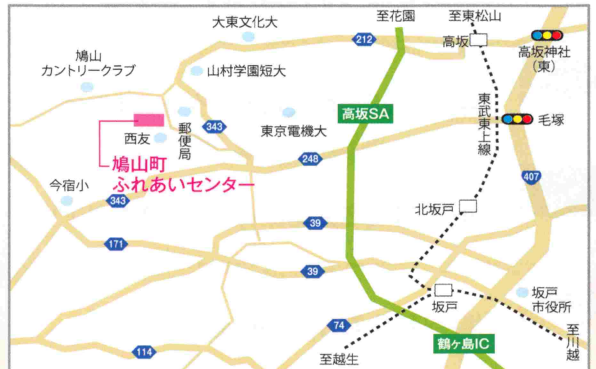 至花園
至東松山
大東文化大
212
高坂
高坂神社
(東)
鳩山
カントリークラブ
山村学園短大
高坂SA
東武東上線
毛塚
西友
郵便局
343
東京電機大
248
鳩山町
ふれあいセンター
今宿小
343
407
北坂戸
39
171
39
坂戸
坂戸
市役所
74
鶴ヶ島IC
至川越
114
至越生